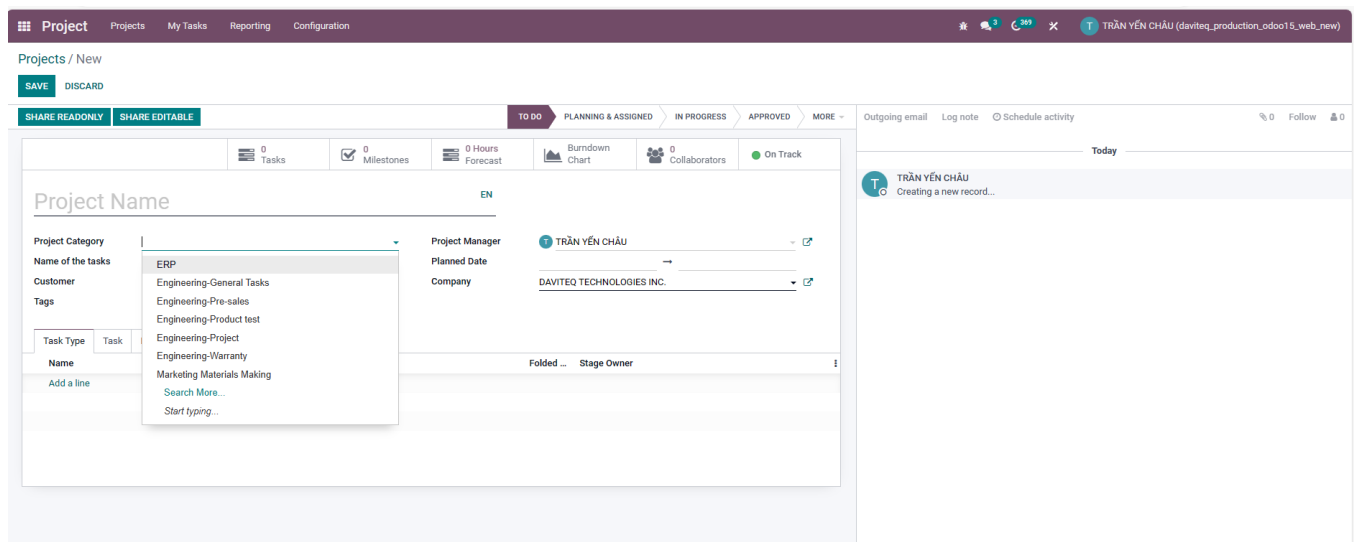 Project Projects My Tasks Reporting Configuration 3 369 T TRẦN YẾN CHÂU (daviteq_production_odoo15_web_new)
Projects / New
SAVE DISCARD
SHARE READONLY SHARE EDITABLE TO DO PLANNING & ASSIGNED IN PROGRESS APPROVED MORE
Outgoing email Log note Schedule activity 0 Follow 0
0 Tasks
0 Milestones
0 Hours Forecast
Burndown Chart
0 Collaborators
On Track
Today
T TRẦN YẾN CHÂU
Creating a new record...
Project Name EN
Project Category
Name of the tasks
Customer
Tags
ERP
Engineering-General Tasks
Engineering-Pre-sales
Engineering-Product test
Engineering-Project
Engineering-Warranty
Marketing Materials Making
Search More...
Start typing...
Project Manager T TRẦN YẾN CHÂU
Planned Date
Company DAVITEQ TECHNOLOGIES INC.
Task Type Task
Name Folded ... Stage Owner
Add a line